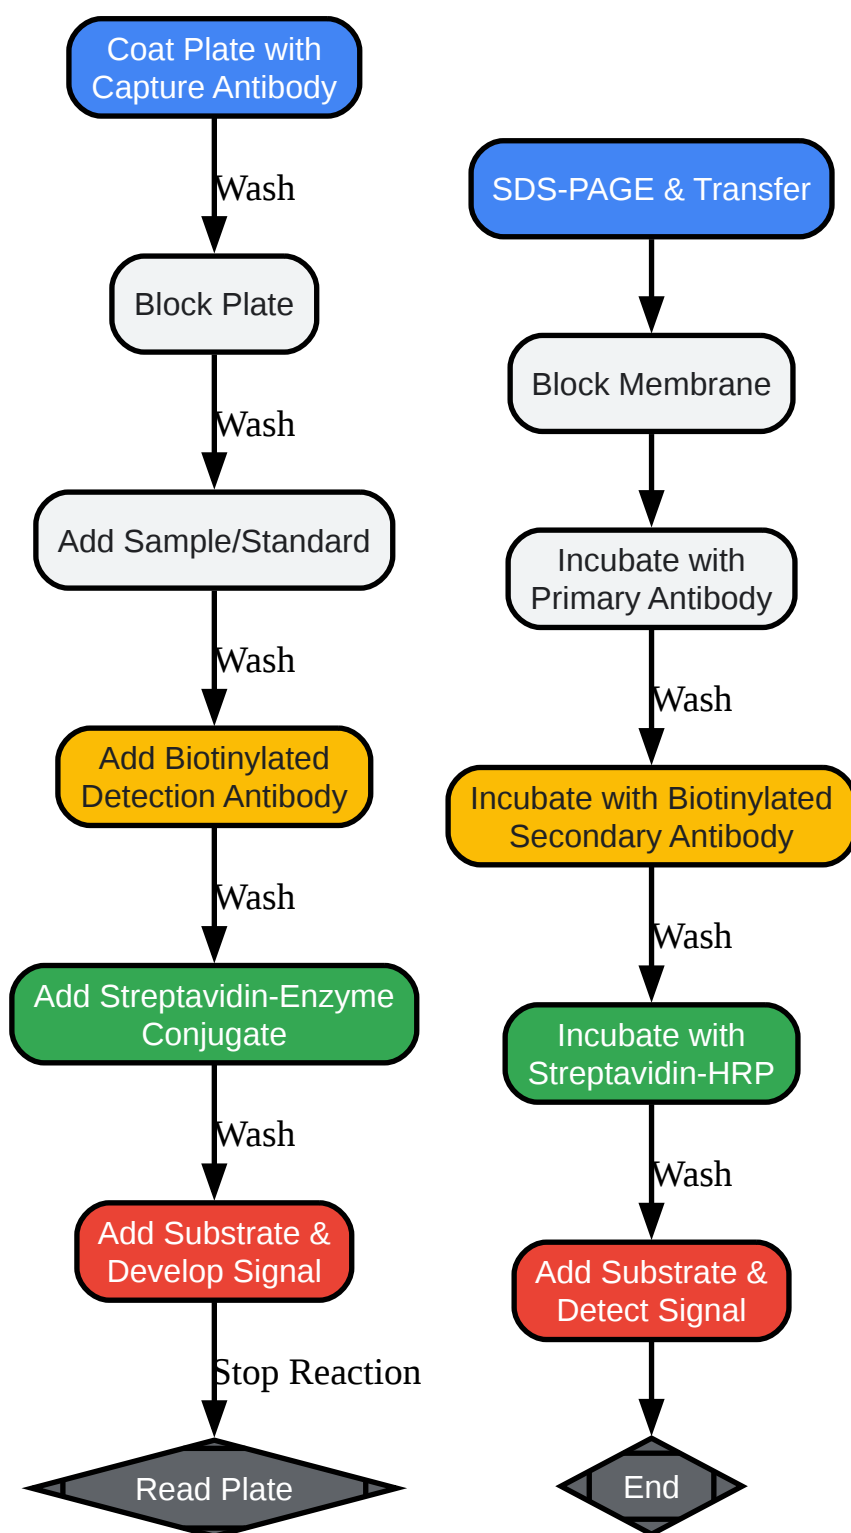 Coat Plate with
Capture Antibody
Wash
Block Plate
Wash
Add Sample/Standard
Wash
Add Biotinylated
Detection Antibody
Wash
Add Streptavidin-Enzyme
Conjugate
Wash
Add Substrate &
Develop Signal
Stop Reaction
Read Plate
SDS-PAGE & Transfer
Block Membrane
Incubate with
Primary Antibody
Wash
Incubate with Biotinylated
Secondary Antibody
Wash
Incubate with
Streptavidin-HRP
Wash
Add Substrate &
Detect Signal
End